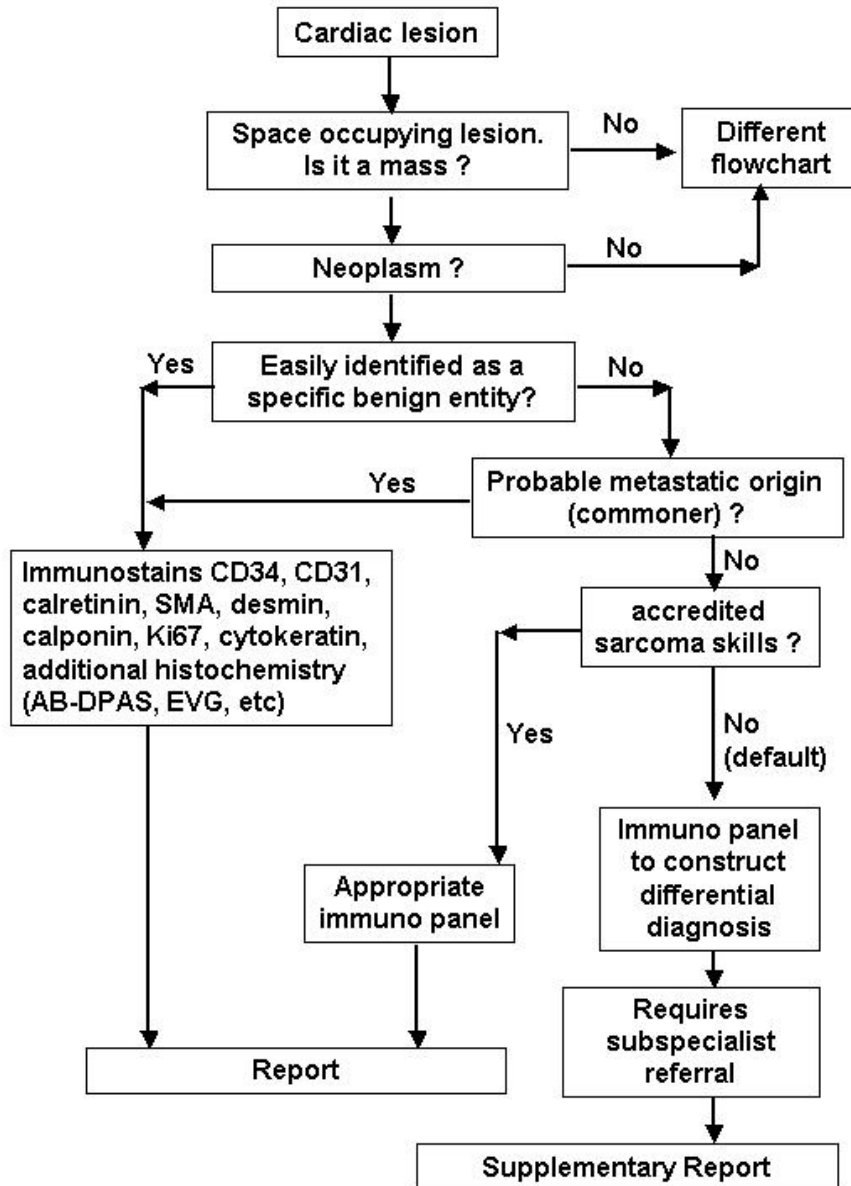 Cardiac lesion
Space occupying lesion.
Is it a mass ?
No
Different
flowchart
Neoplasm ?
No
Yes
Easily identified as a
specific benign entity?
No
Yes
Probable metastatic origin
(commoner) ?
No
Immunostains CD34, CD31,
calretinin, SMA, desmin,
calponin, Ki67, cytokeratin,
additional histochemistry
(AB-DPAS, EVG, etc)
accredited
sarcoma skills ?
Yes
No
(default)
Appropriate
immuno panel
Immuno panel
to construct
differential
diagnosis
Requires
subspecialist
referral
Report
Supplementary Report